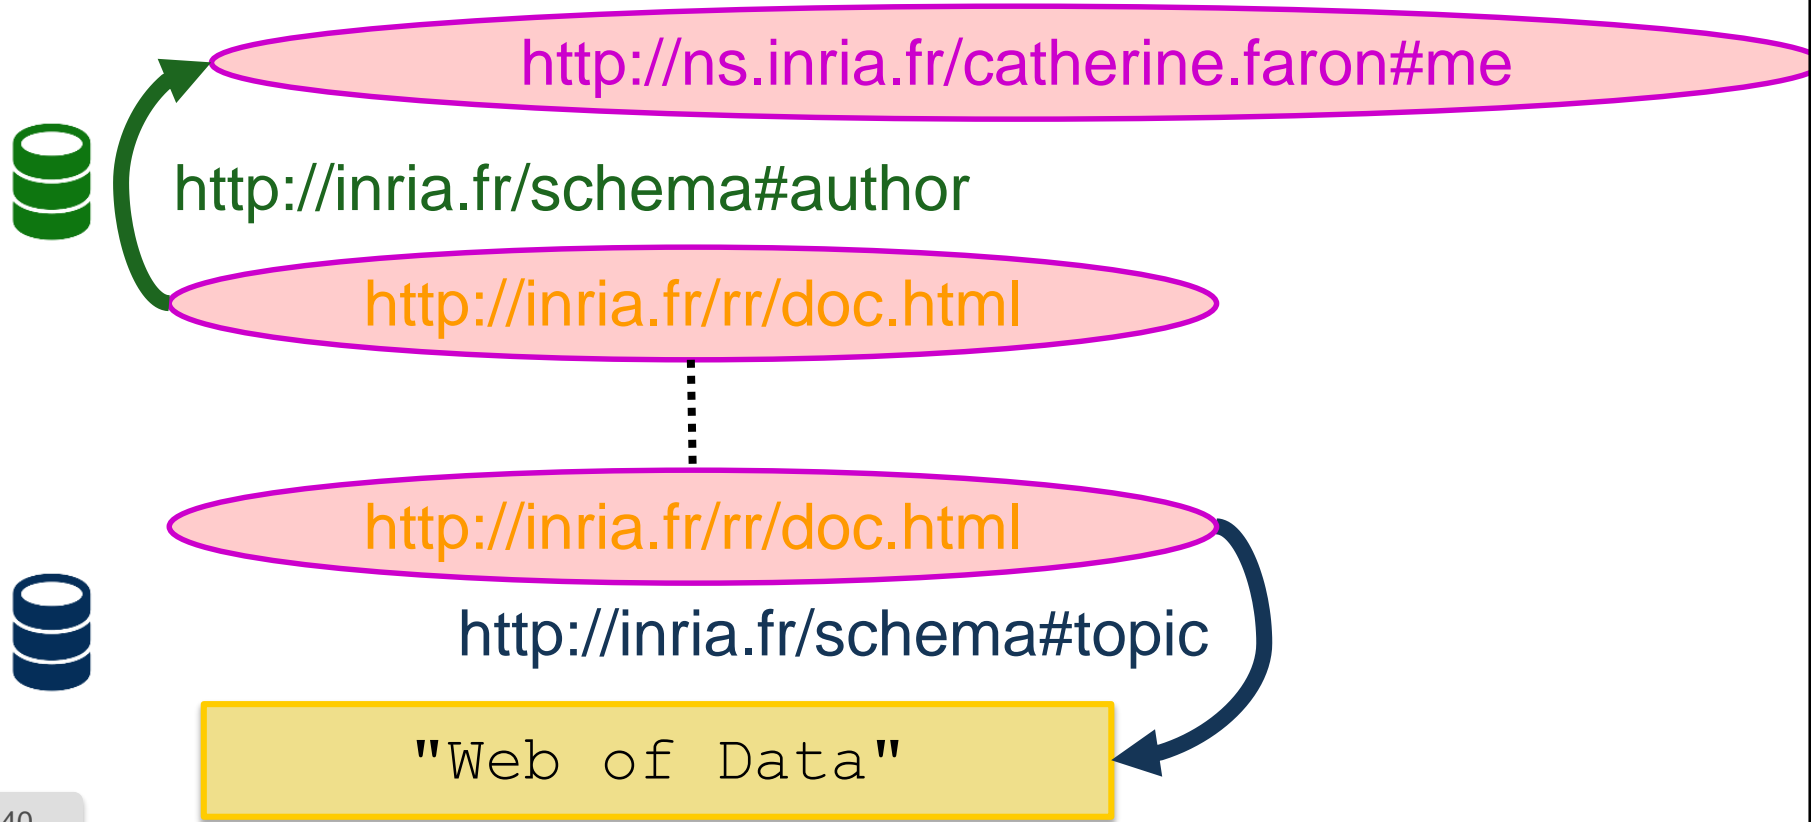 http://ns.inria.fr/catherine.faron#me
http://inria.fr/schema#author
http://inria.fr/rr/doc.html
http://inria.fr/rr/doc.html
http://inria.fr/schema#topic
"Web of Data"
40